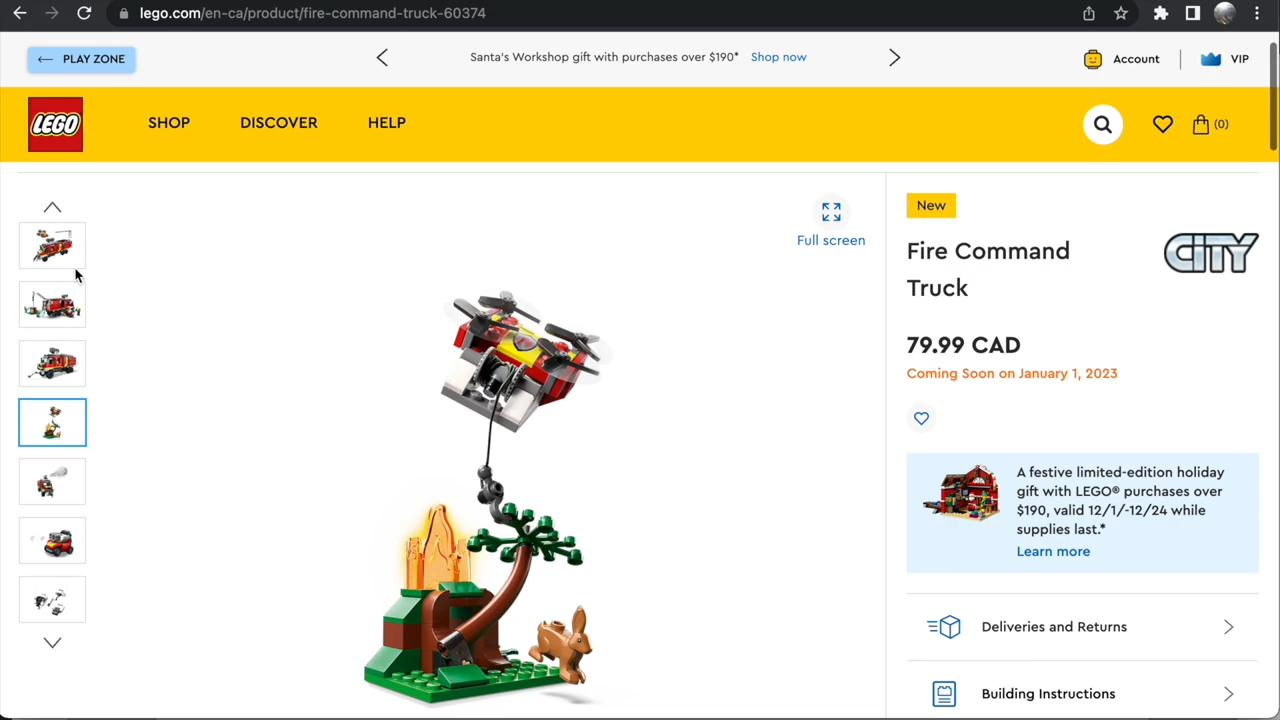 lego.com/en-ca/product/fire-command-truck-60374
PLAY ZONE
Santa's Workshop gift with purchases over $190* Shop now
Account
VIP
LEGO
SHOP
DISCOVER
HELP
(0)
Full screen
New
Fire Command
Truck
CITY
79.99 CAD
Coming Soon on January 1, 2023
A festive limited-edition holiday
gift with LEGO® purchases over
$190, valid 12/1/-12/24 while
supplies last.*
Learn more
Deliveries and Returns
Building Instructions